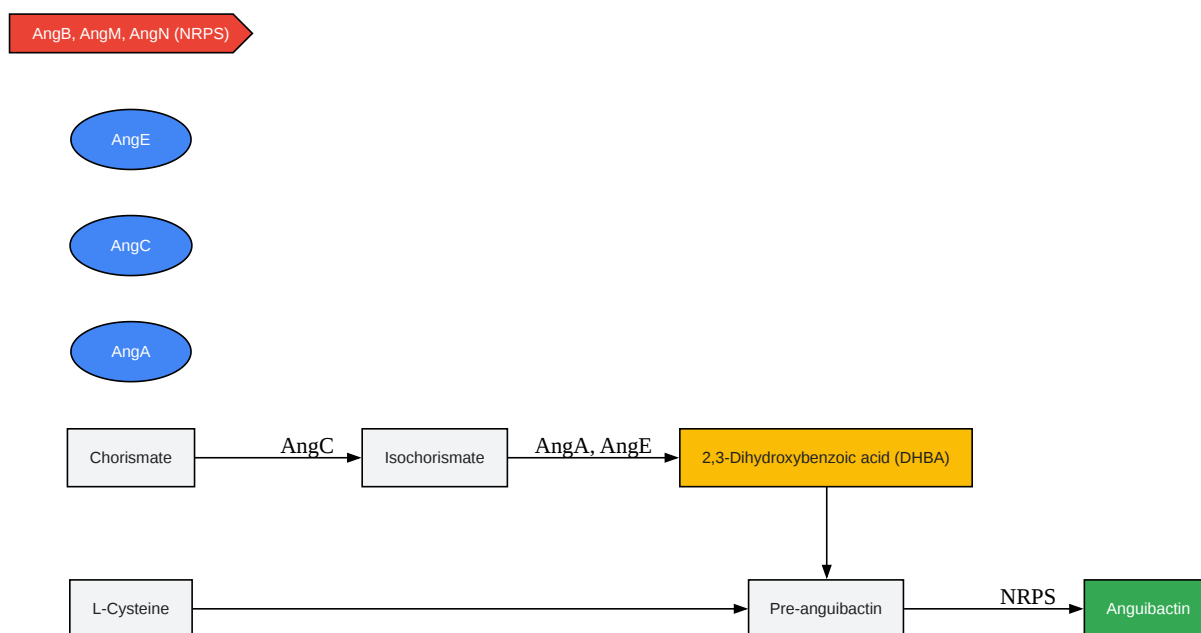 AngB, AngM, AngN (NRPS)
AngE
AngC
AngA
Chorismate
AngC
Isochorismate
AngA, AngE
2,3-Dihydroxybenzoic acid (DHBA)
L-Cysteine
Pre-anguibactin
NRPS
Anguibactin